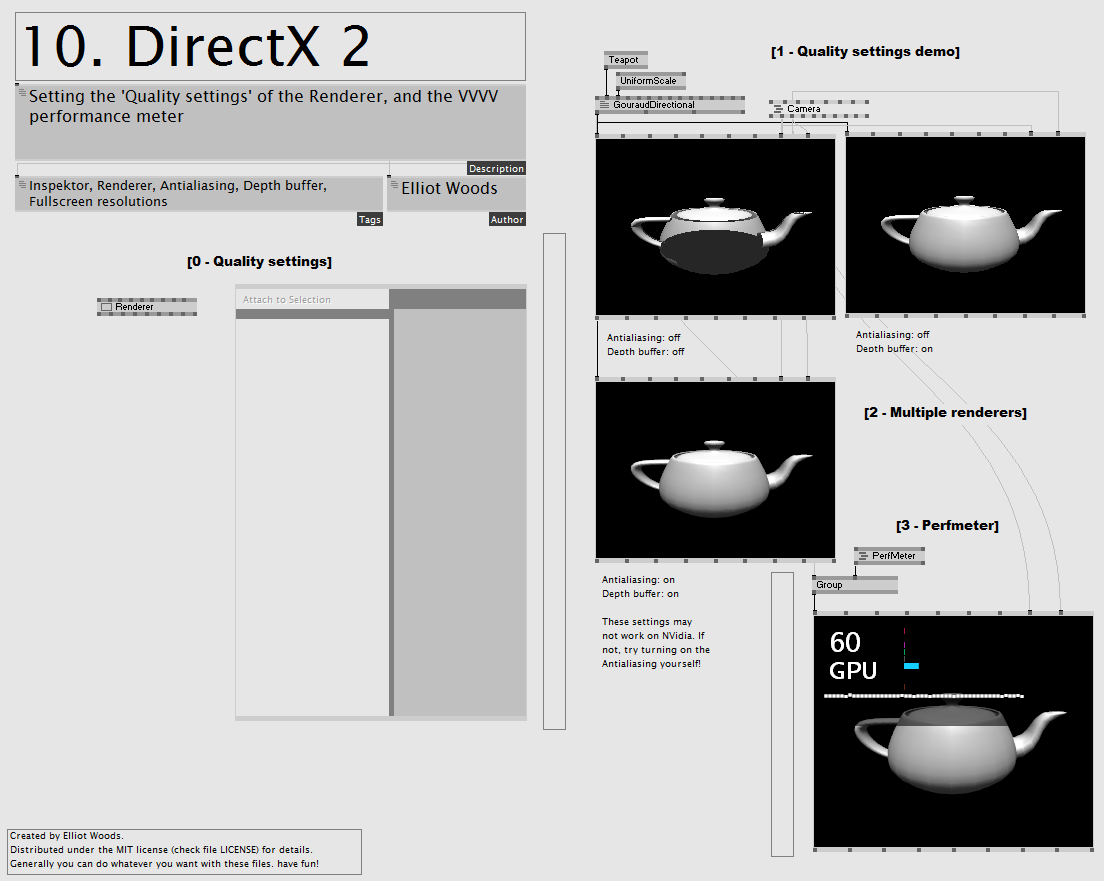 10. DirectX 2
Setting the 'Quality settings' of the Renderer, and the VVVV
performance meter
Description
Inspektor, Renderer, Antialiasing, Depth buffer,
Fullscreen resolutions
Tags
Elliot Woods
Author
[0 - Quality settings]
Renderer
Attach to Selection
[1 - Quality settings demo]
Teapot
UniformScale
GouraudDirectional
Camera
Antialiasing: off
Depth buffer: off
Antialiasing: off
Depth buffer: on
[2 - Multiple renderers]
Antialiasing: on
Depth buffer: on
These settings may
not work on NVidia. If
not, try turning on the
Antialiasing yourself!
[3 - Perfmeter]
PerfMeter
Group
60
GPU
Created by Elliot Woods.
Distributed under the MIT license (check file LICENSE) for details.
Generally you can do whatever you want with these files. have fun!